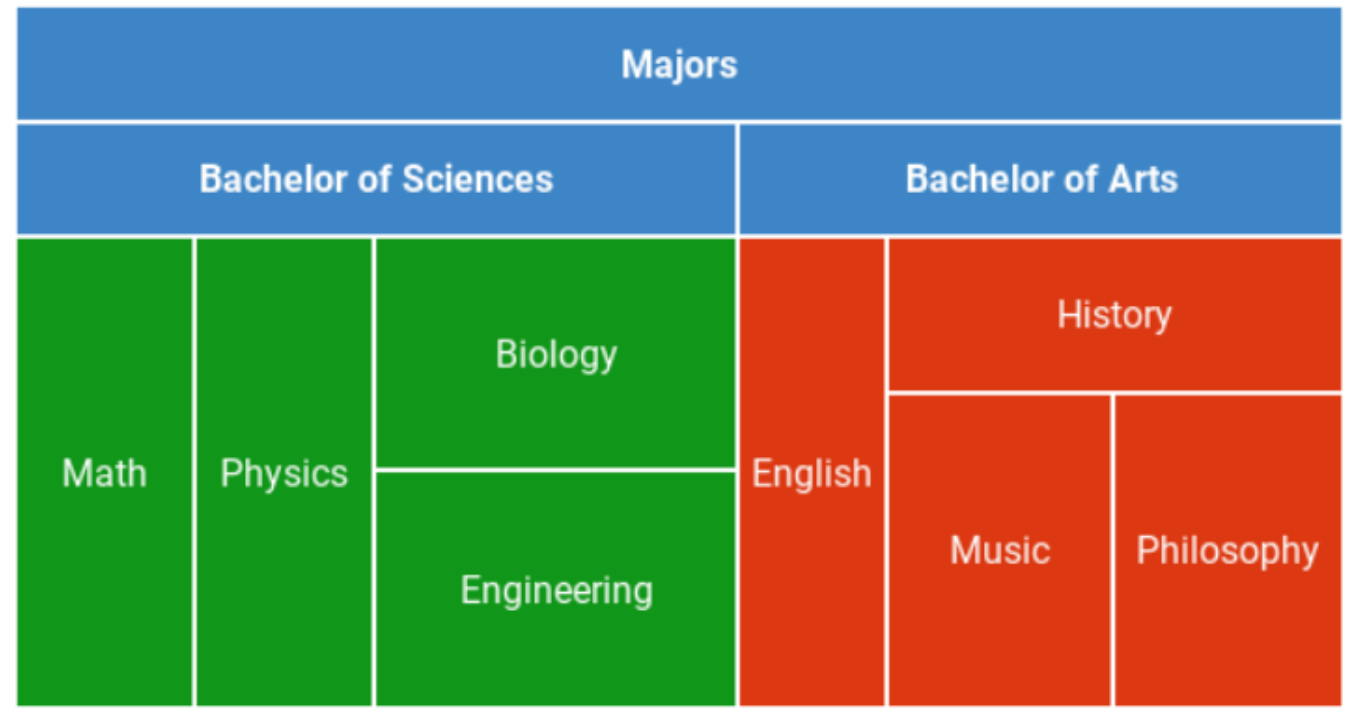 Majors
Bachelor of Sciences
Bachelor of Arts
Math
Physics
Biology
Engineering
English
History
Music
Philosophy